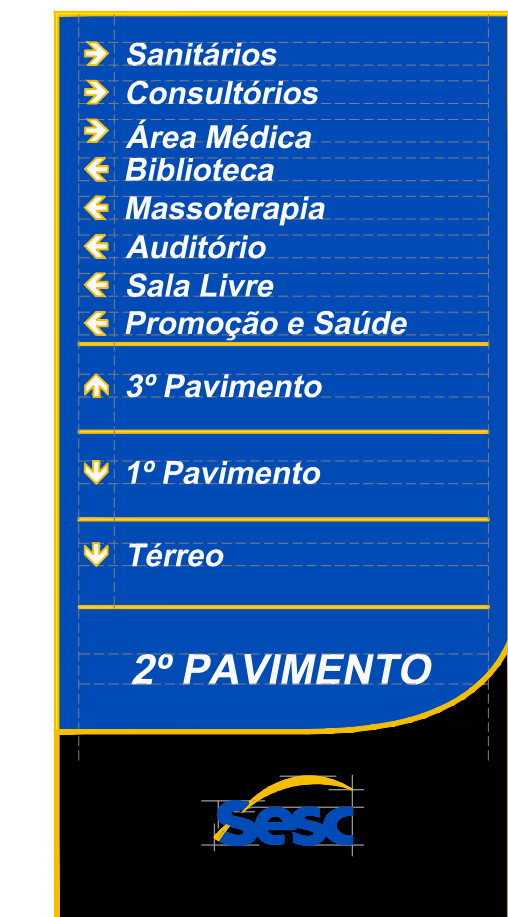 Sanitários
Consultórios
Área Médica
Biblioteca
Massoterapia
Auditório
Sala Livre
Promoção e Saúde
3º Pavimento
1º Pavimento
Térreo
2º PAVIMENTO
Sesc